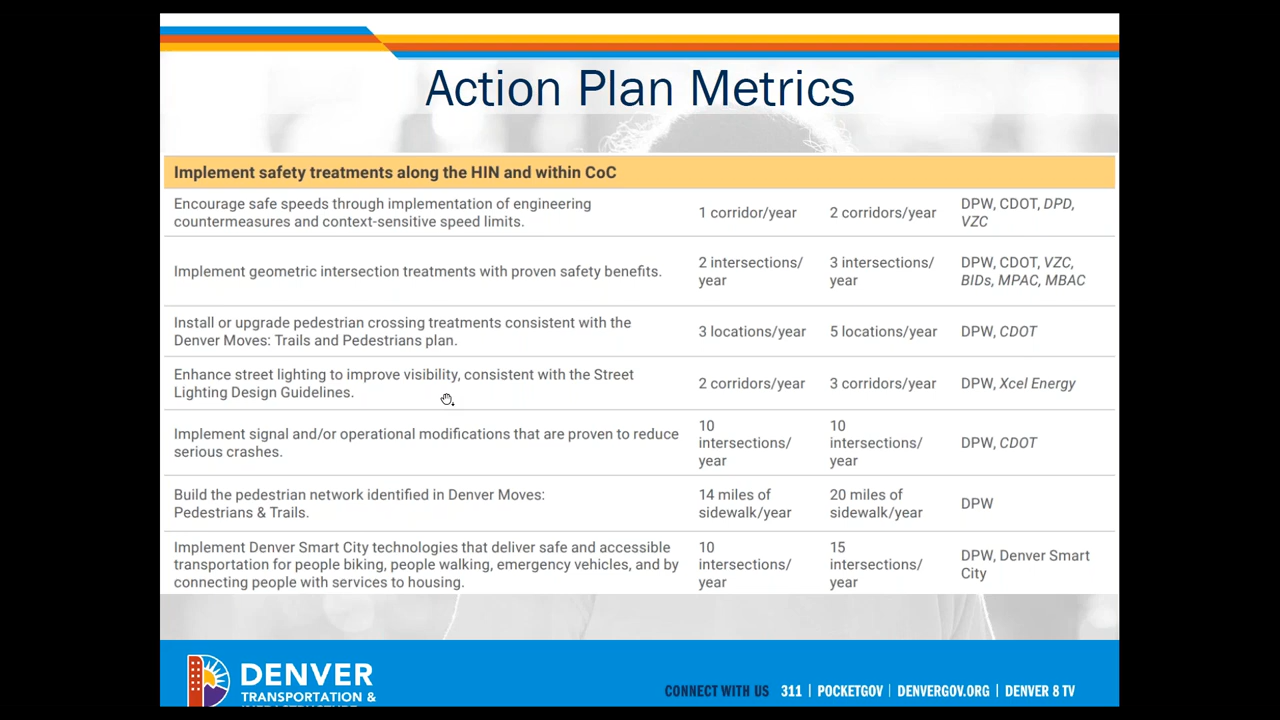 Action Plan Metrics
Implement safety treatments along the HIN and within CoC
Encourage safe speeds through implementation of engineering
countermeasures and context-sensitive speed limits.
1 corridor/year
2 corridors/year
DPW, CDOT, DPD,
VZC
Implement geometric intersection treatments with proven safety benefits.
2 intersections/
year
3 intersections/
year
DPW, CDOT, VZC,
BIDs, MPAC, MBAC
Install or upgrade pedestrian crossing treatments consistent with the
Denver Moves: Trails and Pedestrians plan.
3 locations/year
5 locations/year
DPW, CDOT
Enhance street lighting to improve visibility, consistent with the Street
Lighting Design Guidelines.
2 corridors/year
3 corridors/year
DPW, Xcel Energy
Implement signal and/or operational modifications that are proven to reduce
serious crashes.
10
intersections/
year
10
intersections/
year
DPW, CDOT
Build the pedestrian network identified in Denver Moves:
Pedestrians & Trails.
14 miles of
sidewalk/year
20 miles of
sidewalk/year
DPW
Implement Denver Smart City technologies that deliver safe and accessible
transportation for people biking, people walking, emergency vehicles, and by
connecting people with services to housing.
10
intersections/
year
15
intersections/
year
DPW, Denver Smart
City
DENVER
TRANSPORTATION &
CONNECT WITH US 311 | POCKETGOV | DENVERGOV.ORG | DENVER 8 TV